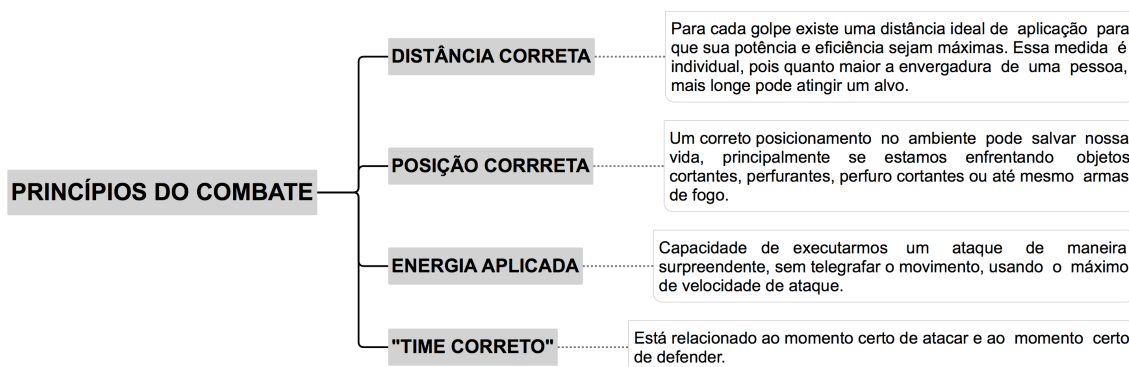 PRINCÍPIOS DO COMBATE
DISTÂNCIA CORRETA
Para cada golpe existe uma distância ideal de aplicação para
que sua potência e eficiência sejam máximas. Essa medida é
individual, pois quanto maior a envergadura de uma pessoa,
mais longe pode atingir um alvo.
POSIÇÃO CORRRETA
Um correto posicionamento no ambiente pode salvar nossa
vida, principalmente se estamos enfrentando objetos
cortantes, perfurantes, perfuro cortantes ou até mesmo armas
de fogo.
ENERGIA APLICADA
Capacidade de executarmos um ataque de maneira
surpreendente, sem telegrafar o movimento, usando o máximo
de velocidade de ataque.
"TIME CORRETO"
Está relacionado ao momento certo de atacar e ao momento certo
de defender.